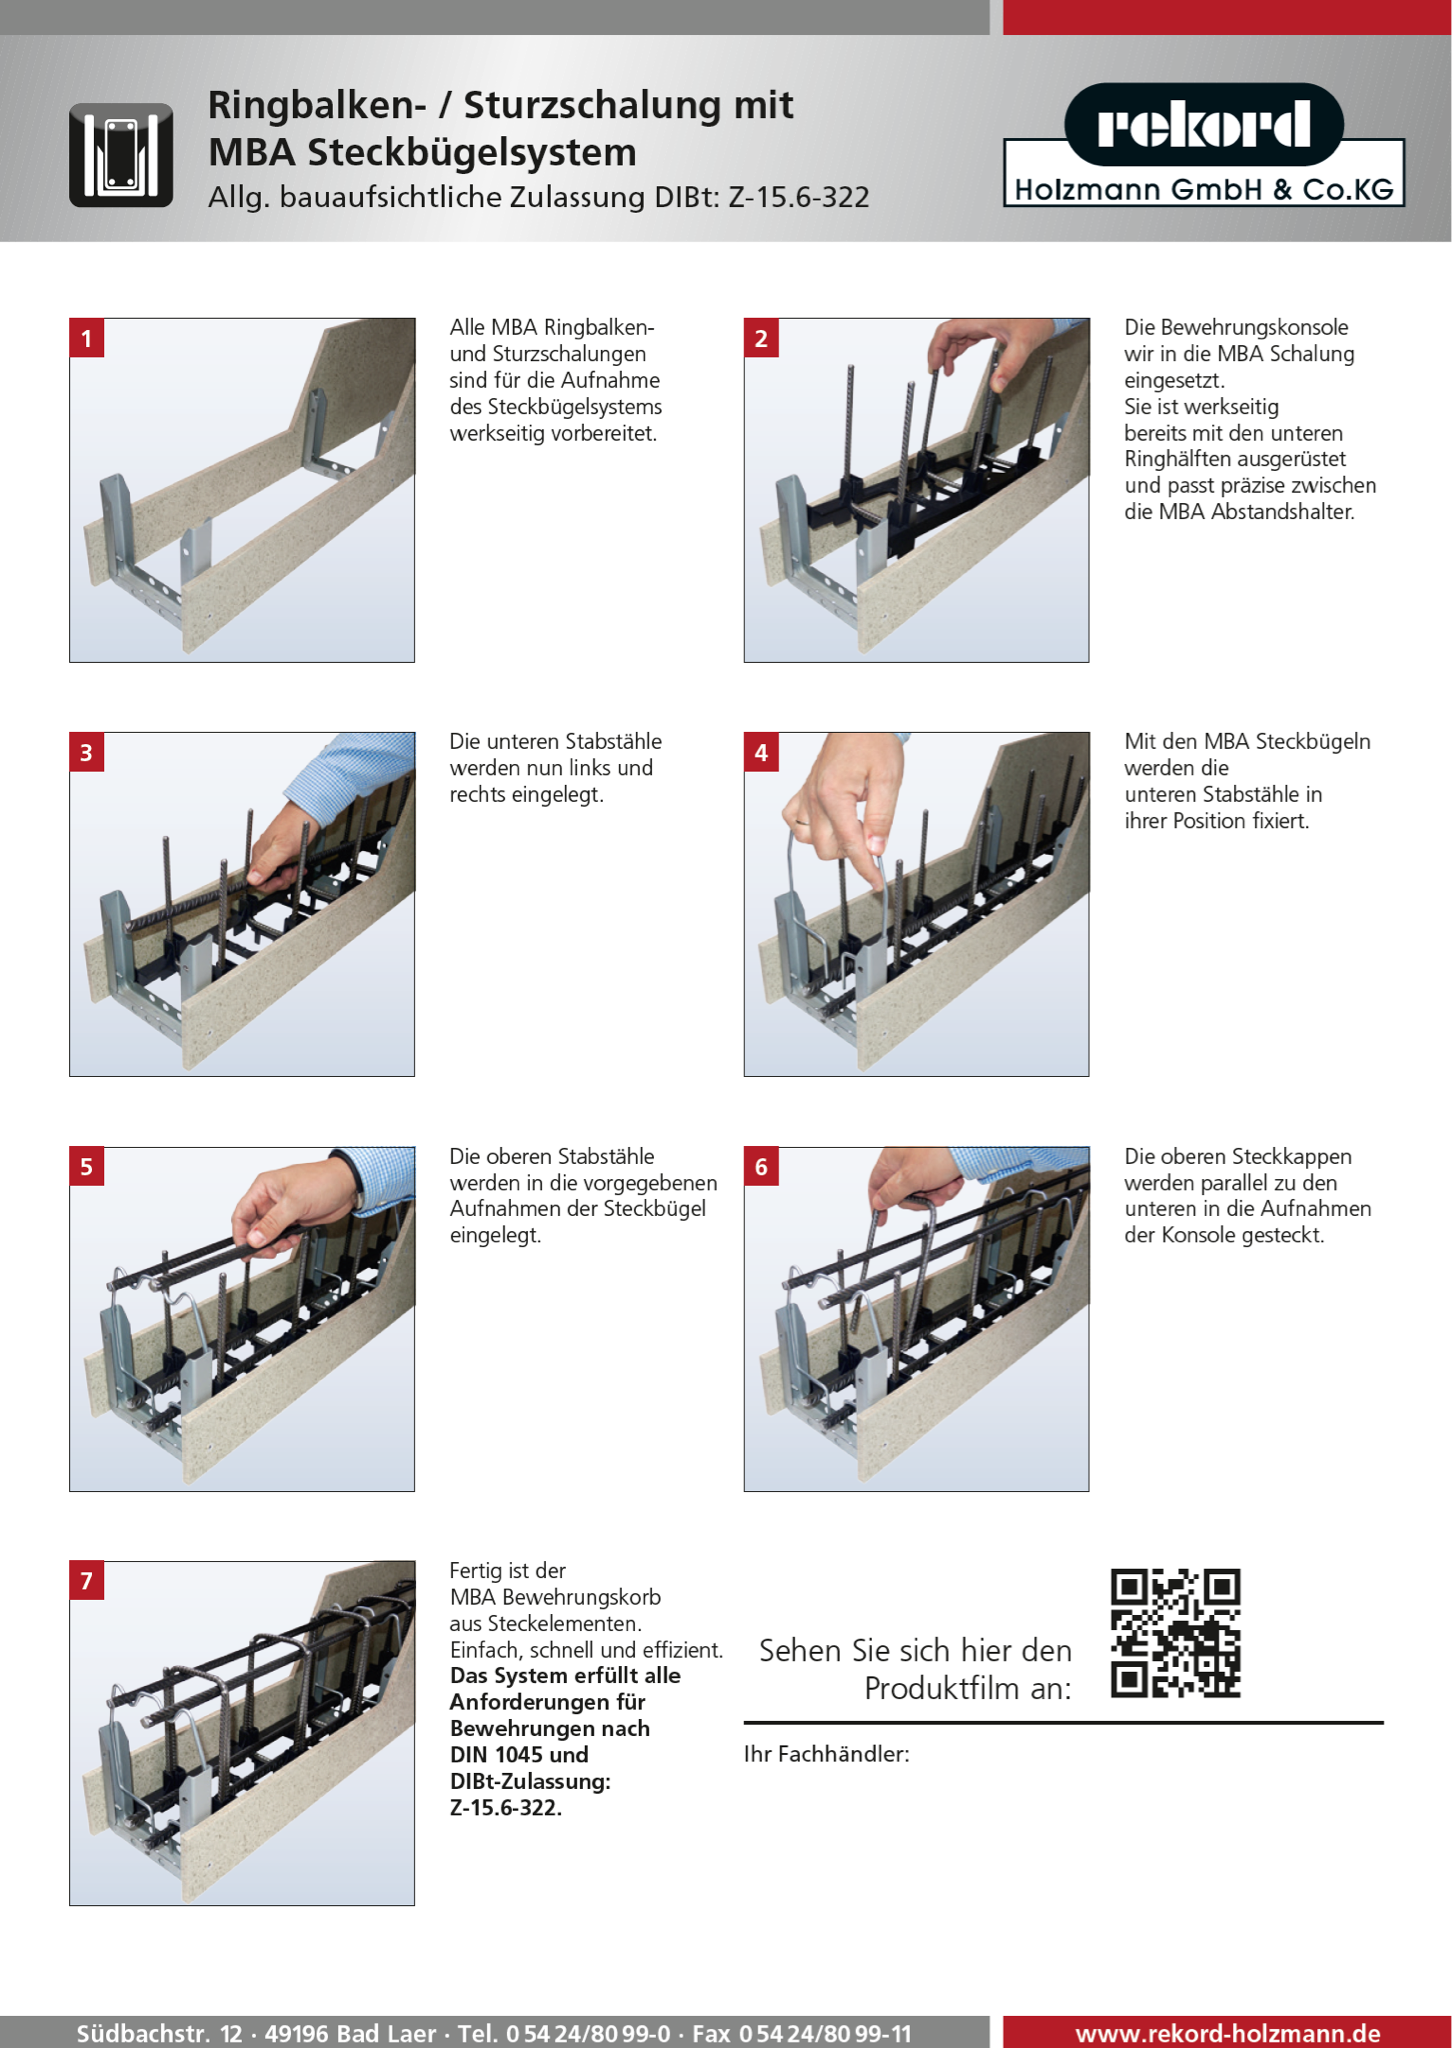 Ringbalken- / Sturzschalung mit
MBA Steckbügelsystem
Allg. bauaufsichtliche Zulassung DIBt: Z-15.6-322
rekord
Holzmann GmbH & Co.KG
1
Alle MBA Ringbalken-
und Sturzschalungen
sind für die Aufnahme
des Steckbügelsystems
werkseitig vorbereitet.
2
Die Bewehrungskonsole
wir in die MBA Schalung
eingesetzt.
Sie ist werkseitig
bereits mit den unteren
Ringhälften ausgerüstet
und passt präzise zwischen
die MBA Abstandshalter.
3
Die unteren Stabstähle
werden nun links und
rechts eingelegt.
4
Mit den MBA Steckbügeln
werden die
unteren Stabstähle in
ihrer Position fixiert.
5
Die oberen Stabstähle
werden in die vorgegebenen
Aufnahmen der Steckbügel
eingelegt.
6
Die oberen Steckkappen
werden parallel zu den
unteren in die Aufnahmen
der Konsole gesteckt.
7
Fertig ist der
MBA Bewehrungskorb
aus Steckelementen.
Einfach, schnell und effizient.
Das System erfüllt alle
Anforderungen für
Bewehrungen nach
DIN 1045 und
DIBt-Zulassung:
Z-15.6-322.
Sehen Sie sich hier den
Produktfilm an:
Ihr Fachhändler:
Südbachstr. 12 · 49196 Bad Laer · Tel. 0 54 24/80 99-0 · Fax 0 54 24/80 99-11
www.rekord-holzmann.de